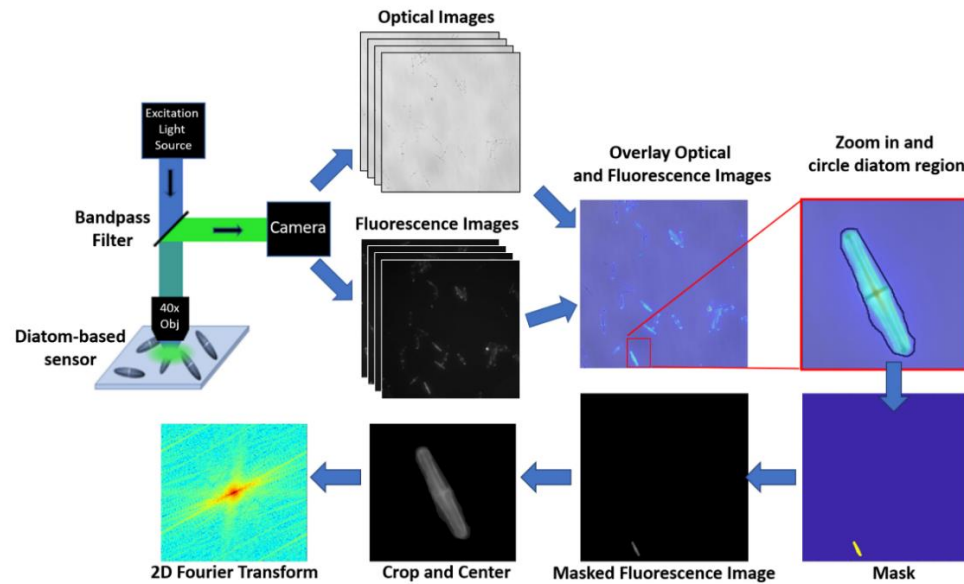 Optical Images
Excitation
Light
Source
Bandpass
Filter
Camera
Fluorescence Images
40x
Obj
Diatom-based
sensor
Overlay Optical
and Fluorescence Images
Zoom in and
circle diatom region
2D Fourier Transform
Crop and Center
Masked Fluorescence Image
Mask